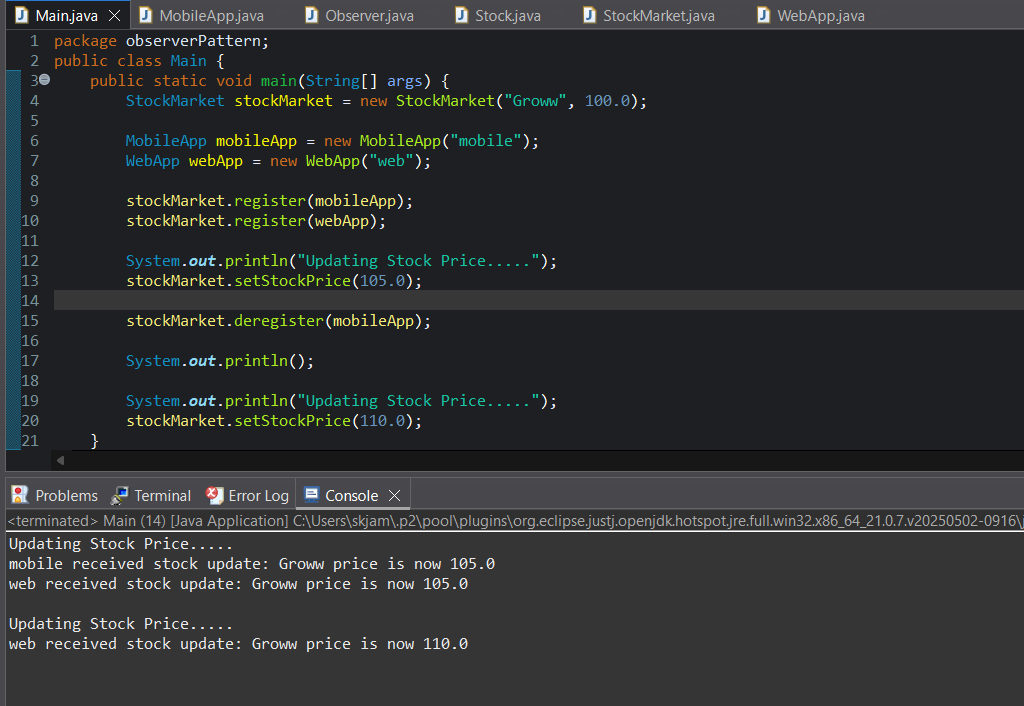 Main.java
MobileApp.java
Observer.java
Stock.java
StockMarket.java
WebApp.java
1 package observerPattern;
2 public class Main {
3 public static void main(String[] args) {
4 StockMarket stockMarket = new StockMarket("Groww", 100.0);
5
6 MobileApp mobileApp = new MobileApp("mobile");
7 WebApp webApp = new WebApp("web");
8
9 stockMarket.register(mobileApp);
10 stockMarket.register(webApp);
11
12 System.out.println("Updating Stock Price.....");
13 stockMarket.setStockPrice(105.0);
14
15 stockMarket.deregister(mobileApp);
16
17 System.out.println();
18
19 System.out.println("Updating Stock Price.....");
20 stockMarket.setStockPrice(110.0);
21 }
Problems
Terminal
Error Log
Console
<terminated> Main (14) [Java Application] C:\Users\skjam\.p2\pool\plugins\org.eclipse.justj.openjdk.hotspot.jre.full.win32.x86_64_21.0.7.v20250502-0916\j
Updating Stock Price.....
mobile received stock update: Groww price is now 105.0
web received stock update: Groww price is now 105.0
Updating Stock Price.....
web received stock update: Groww price is now 110.0